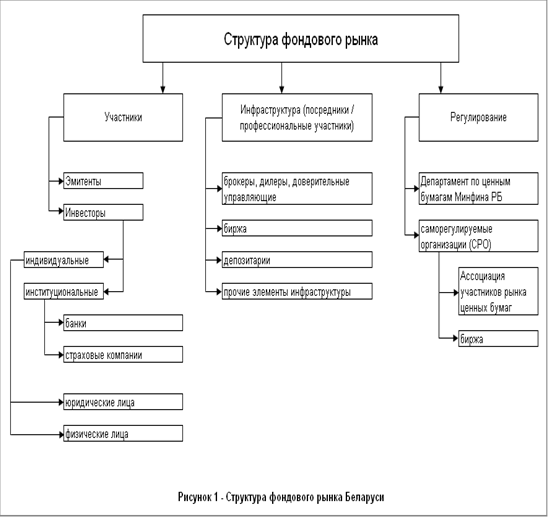 Структура фондового рынка
Участники
Эмитенты
Инвесторы
индивидуальные
институциональные
банки
страховые компании
юридические лица
физические лица
Инфраструктура (посредники /
профессиональные участники)
брокеры, дилеры, доверительные
управляющие
биржа
депозитарии
прочие элементы инфраструктуры
Регулирование
Департамент по ценным
бумагам Минфина РБ
саморегулируемые
организации (СРО)
Ассоциация
участников рынка
ценных бумаг
биржа
Рисунок 1 - Структура фондового рынка Беларуси